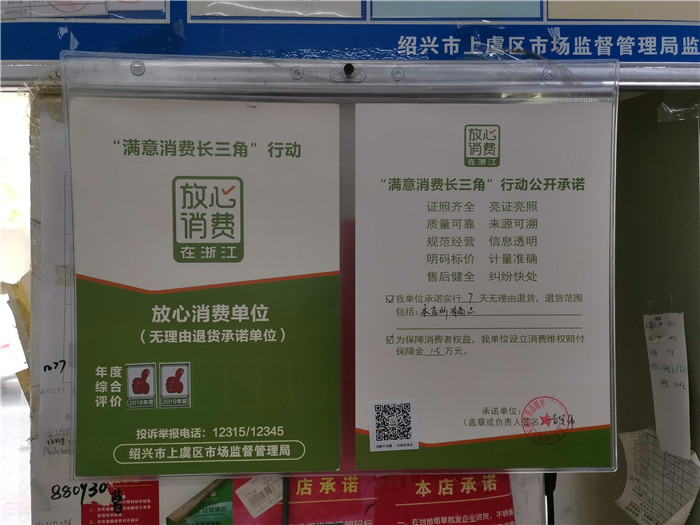 绍兴市上虞区市场监督管理局监
“满意消费长三角”行动
放心
消费
在浙江
放心消费单位
（无理由退货承诺单位）
年度
综合
评价
2018年度
2019年度
投诉举报电话：12315/12345
绍兴市上虞区市场监督管理局
放心
消费
在浙江
“满意消费长三角”行动公开承诺
证照齐全 亮证亮照
质量可靠 来源可溯
规范经营 信息透明
明码标价 计量准确
售后健全 纠纷快处
我单位承诺实行 7 天无理由退货，退货范围
包括：本店所有商品
为保障消费者权益，我单位设立消费维权赔付
保障金 1.5 万元。
承诺单位：
（盖章或负责人签名）
880930
店承诺
本店承诺